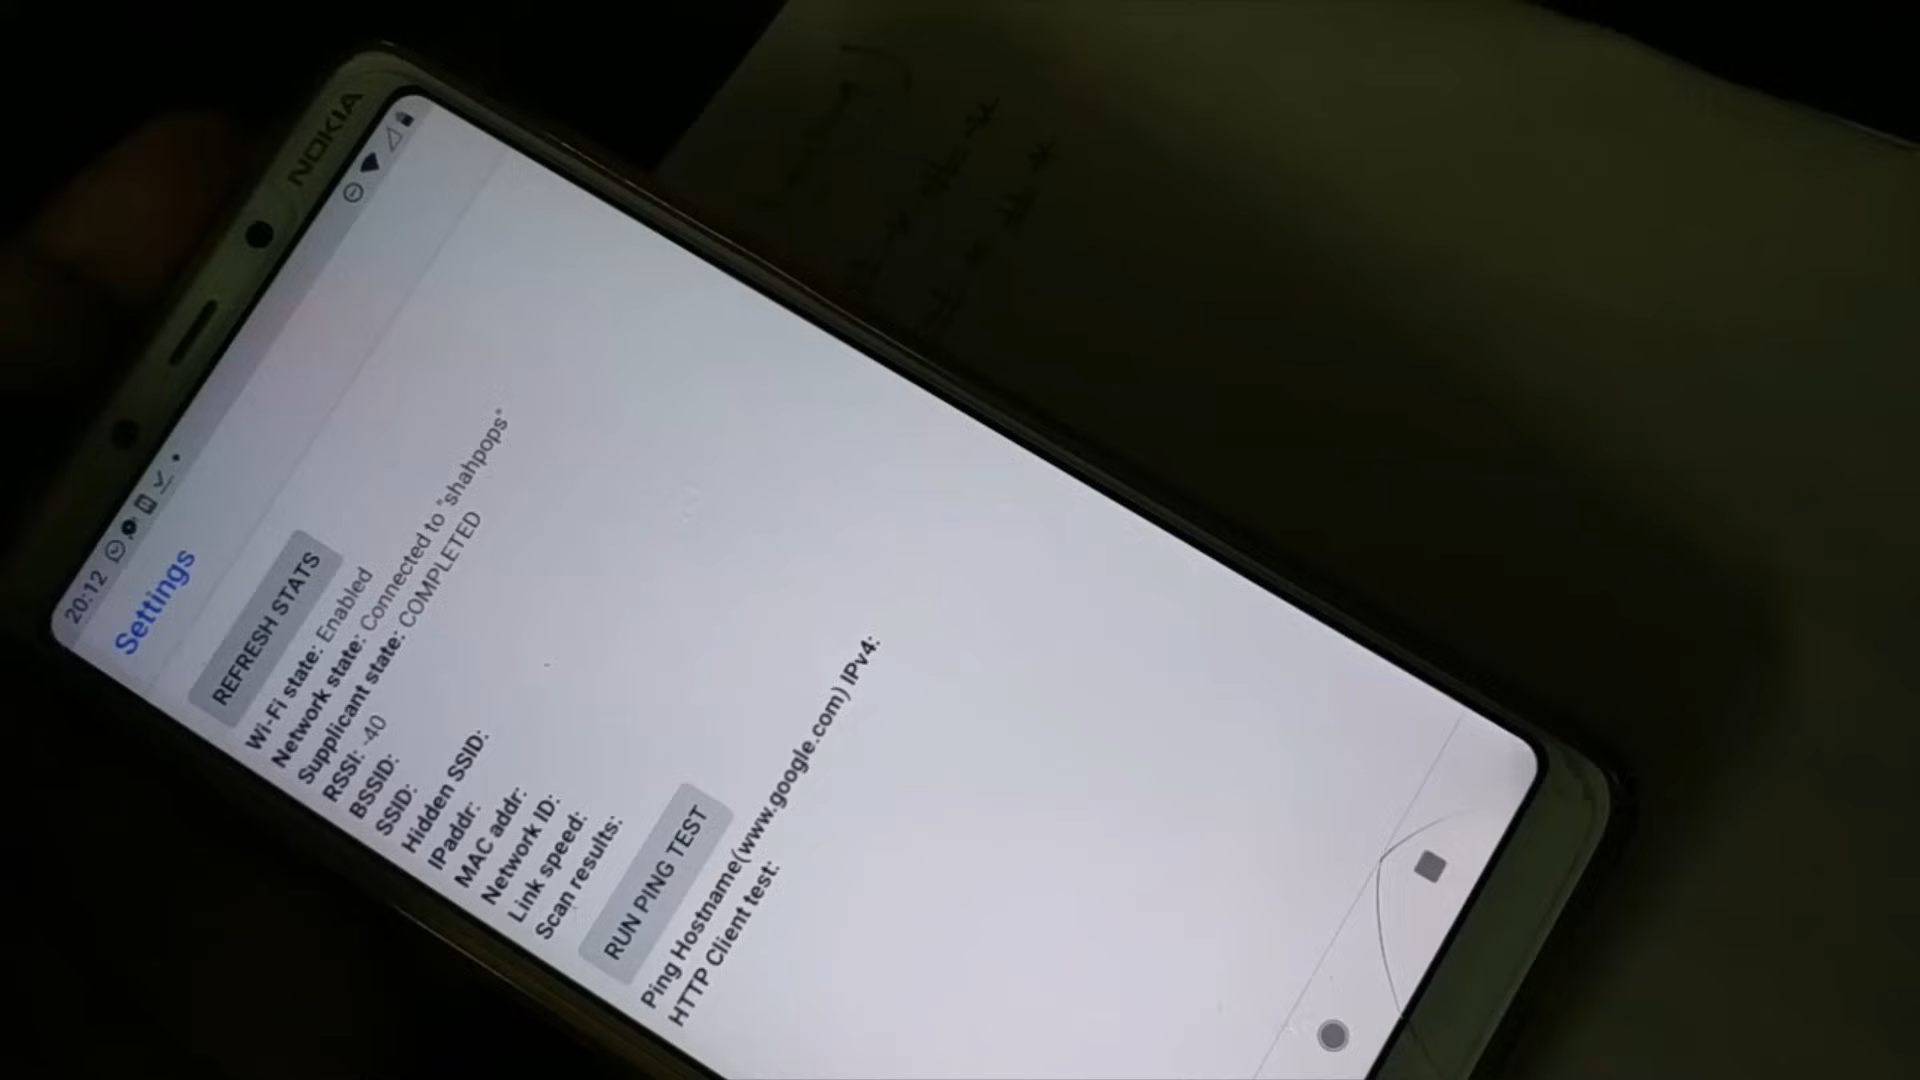 NOKIA
20:12
Settings
REFRESH STATS
Wi-Fi state: Enabled
Network state: Connected to "shahpops"
Supplicant state: COMPLETED
RSSI: -40
BSSID:
SSID:
Hidden SSID:
IPaddr:
MAC addr:
Network ID:
Link speed:
Scan results:
RUN PING TEST
Ping Hostname(www.google.com) IPv4:
HTTP Client test: